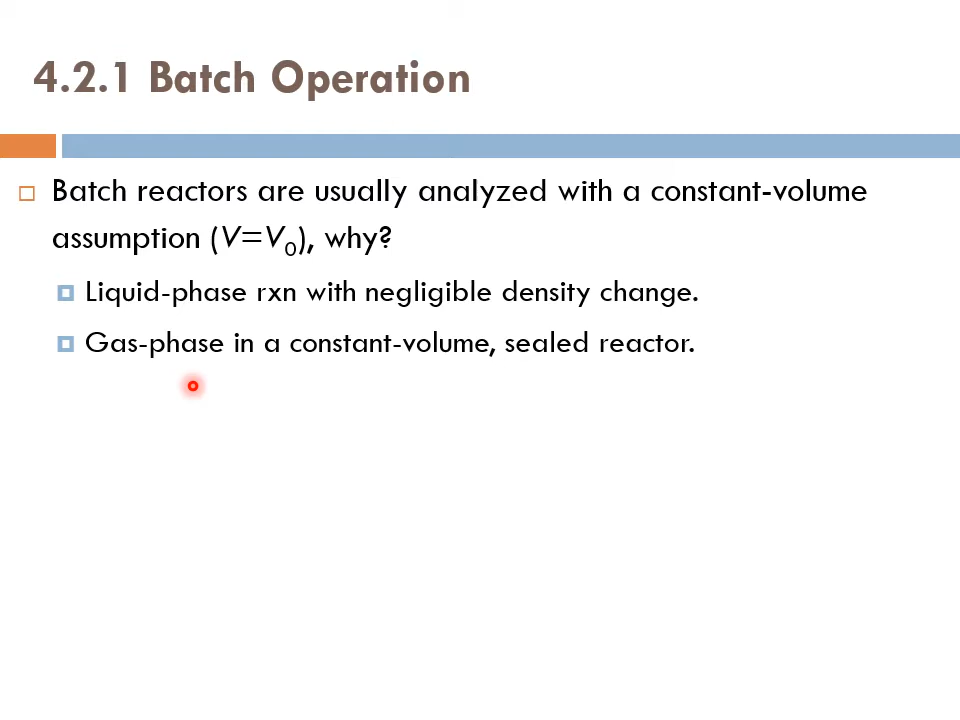 4.2.1 Batch Operation
Batch reactors are usually analyzed with a constant-volume
assumption (V=V₀), why?
Liquid-phase rxn with negligible density change.
Gas-phase in a constant-volume, sealed reactor.